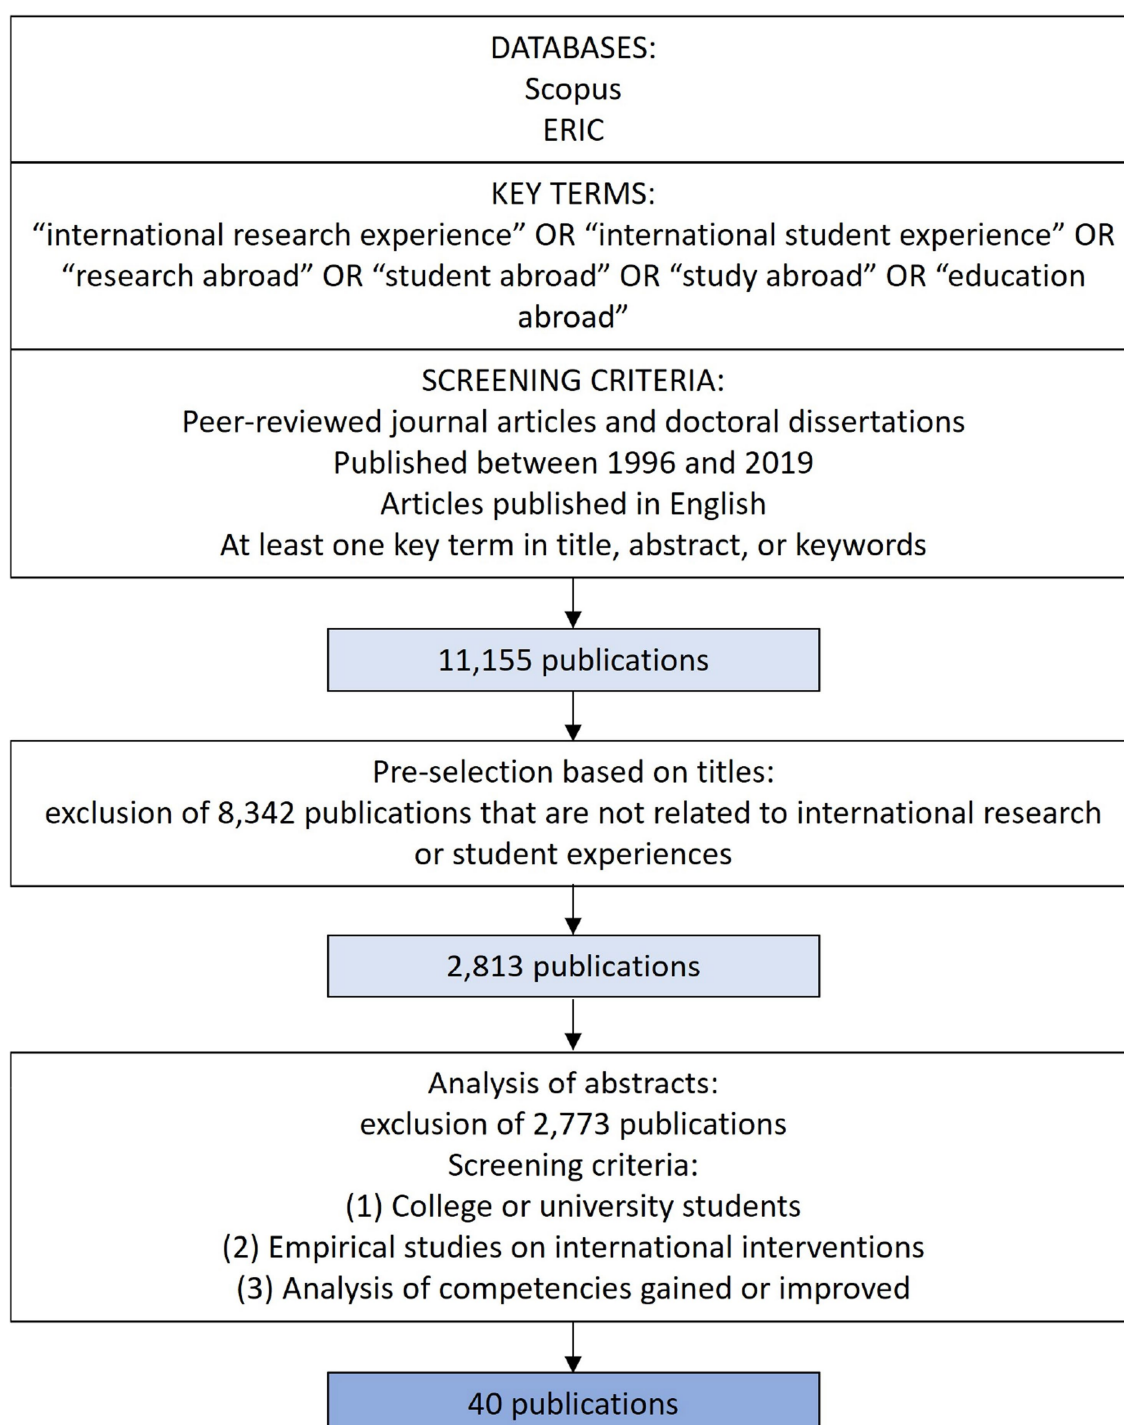 DATABASES:
Scopus
ERIC
KEY TERMS:
“international research experience” OR “international student experience” OR
“research abroad” OR “student abroad” OR “study abroad” OR “education
abroad”
SCREENING CRITERIA:
Peer-reviewed journal articles and doctoral dissertations
Published between 1996 and 2019
Articles published in English
At least one key term in title, abstract, or keywords
11,155 publications
Pre-selection based on titles:
exclusion of 8,342 publications that are not related to international research
or student experiences
2,813 publications
Analysis of abstracts:
exclusion of 2,773 publications
Screening criteria:
(1) College or university students
(2) Empirical studies on international interventions
(3) Analysis of competencies gained or improved
40 publications